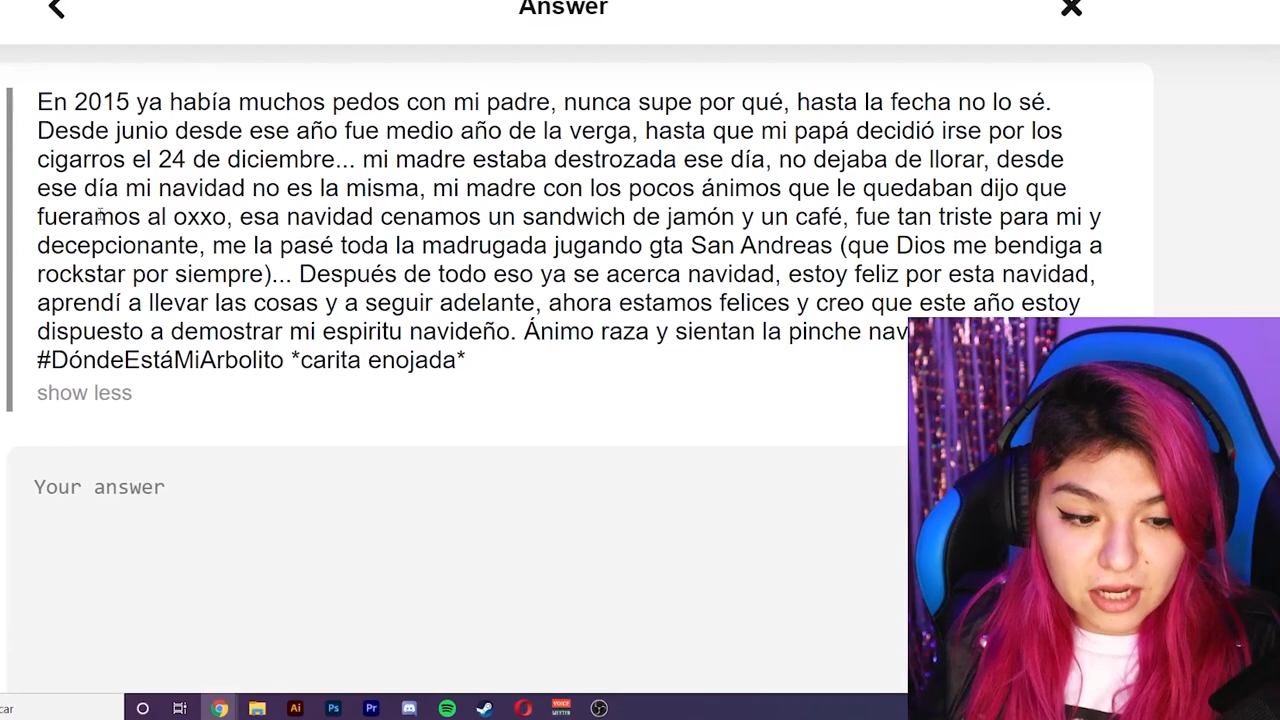 Answer
En 2015 ya había muchos pedos con mi padre, nunca supe por qué, hasta la fecha no lo sé.
Desde junio desde ese año fue medio año de la verga, hasta que mi papá decidió irse por los
cigarros el 24 de diciembre... mi madre estaba destrozada ese día, no dejaba de llorar, desde
ese día mi navidad no es la misma, mi madre con los pocos ánimos que le quedaban dijo que
fueramos al oxxo, esa navidad cenamos un sandwich de jamón y un café, fue tan triste para mi y
decepcionante, me la pasé toda la madrugada jugando gta San Andreas (que Dios me bendiga a
rockstar por siempre)... Después de todo eso ya se acerca navidad, estoy feliz por esta navidad,
aprendí a llevar las cosas y a seguir adelante, ahora estamos felices y creo que este año estoy
dispuesto a demostrar mi espiritu navideño. Ánimo raza y sientan la pinche nav
#DóndeEstáMiArbolito *carita enojada*
show less
Your answer
car
Ai
Ps
Pr